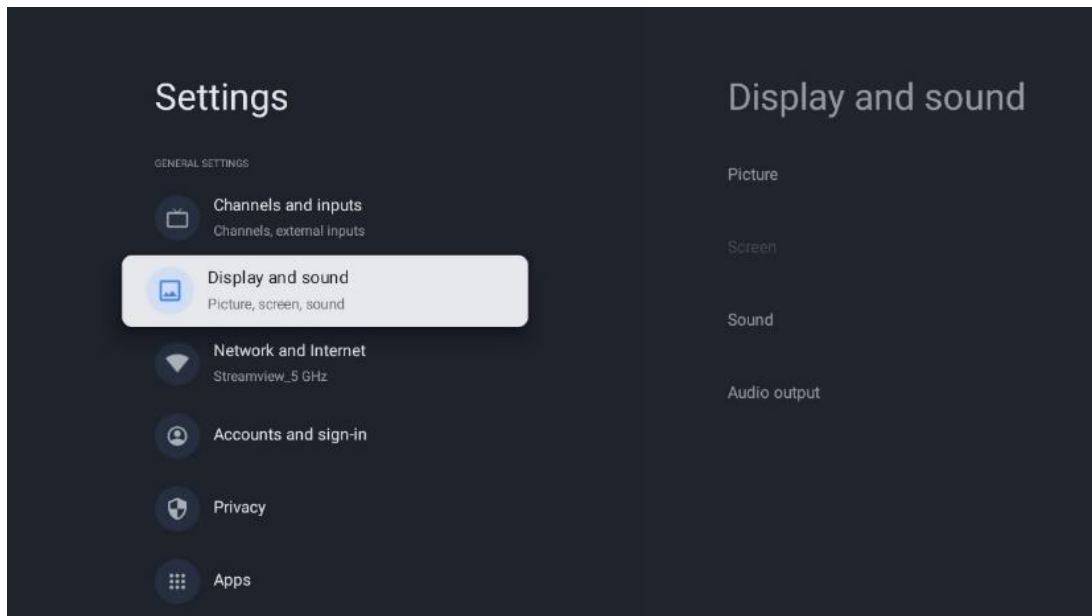 Settings
GENERAL SETTINGS
Channels and inputs
Channels, external inputs
Display and sound
Picture, screen, sound
Network and Internet
Streamview_5 GHz
Accounts and sign-in
Privacy
Apps
Display and sound
Picture
Screen
Sound
Audio output